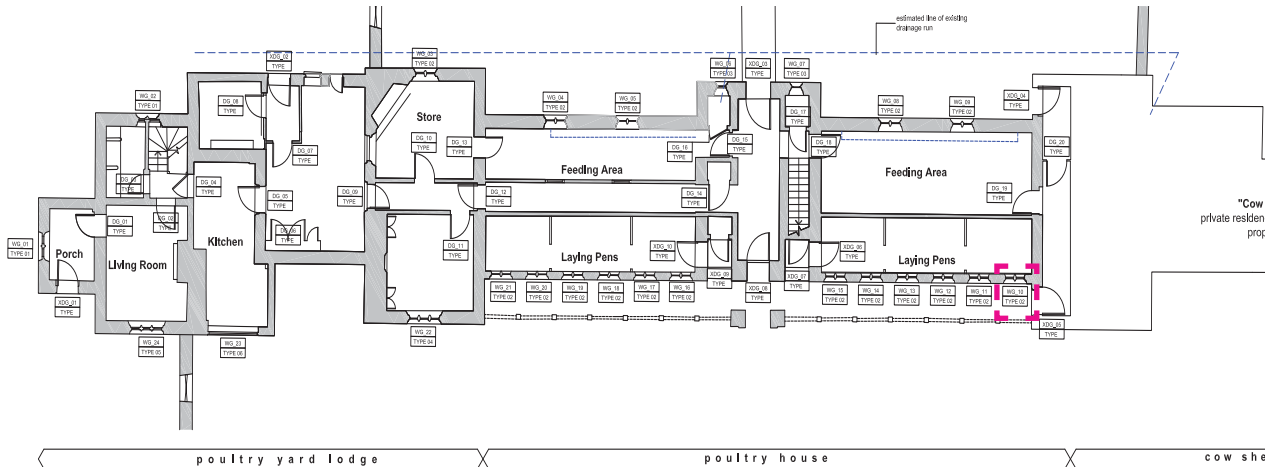 estimated line of existing
drainage run
XDG_02
TYPE
WG_03
TYPE 02
XDG_03
TYPE
WG_07
TYPE 03
TYPE 03
WG_02
TYPE 01
DG_08
TYPE
WG_04
TYPE 02
WG_05
TYPE 02
DG_17
TYPE
WG_08
TYPE 02
WG_09
TYPE 02
XDG_04
TYPE
Store
DG_10
TYPE
DG_13
TYPE
DG_15
TYPE
DG_16
TYPE
DG_18
TYPE
DG_20
TYPE
DG_07
TYPE
Feeding Area
Feeding Area
TYPE
DG_04
TYPE
DG_05
TYPE
DG_09
TYPE
DG_12
TYPE
DG_14
TYPE
DG_19
TYPE
"Cow
private residen
prop
DG_01
TYPE
DG_02
TYPE
DG_06
TYPE
Kitchen
DG_11
TYPE
XDG_10
TYPE
XDG_06
TYPE
WG_01
TYPE 01
Porch
Living Room
Laying Pens
Laying Pens
XDG_09
TYPE
XDG_07
TYPE
XDG_08
TYPE
XDG_01
TYPE
WG_21
TYPE 02
WG_20
TYPE 02
WG_19
TYPE 02
WG_18
TYPE 02
WG_17
TYPE 02
WG_16
TYPE 02
WG_15
TYPE 02
WG_14
TYPE 02
WG_13
TYPE 02
WG_12
TYPE 02
WG_11
TYPE 02
WG_10
TYPE 02
XDG_05
TYPE
WG_22
TYPE 04
WG_24
TYPE 05
WG_23
TYPE 06
poultry yard lodge
poultry house
cow she